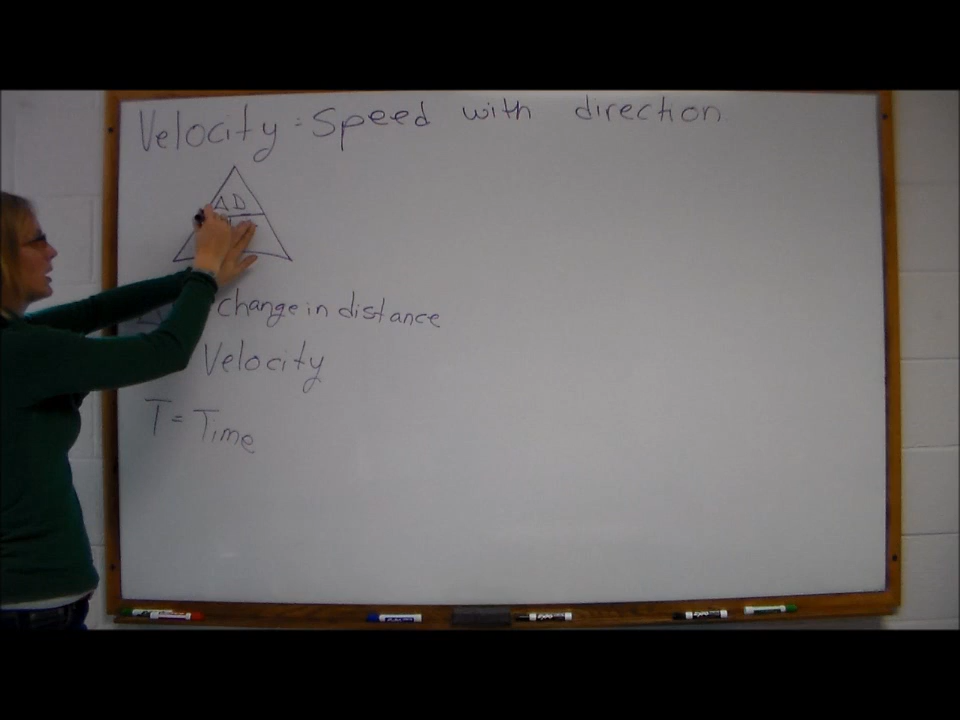 Velocity = Speed with direction
Δ D
change in distance
Velocity
T = Time